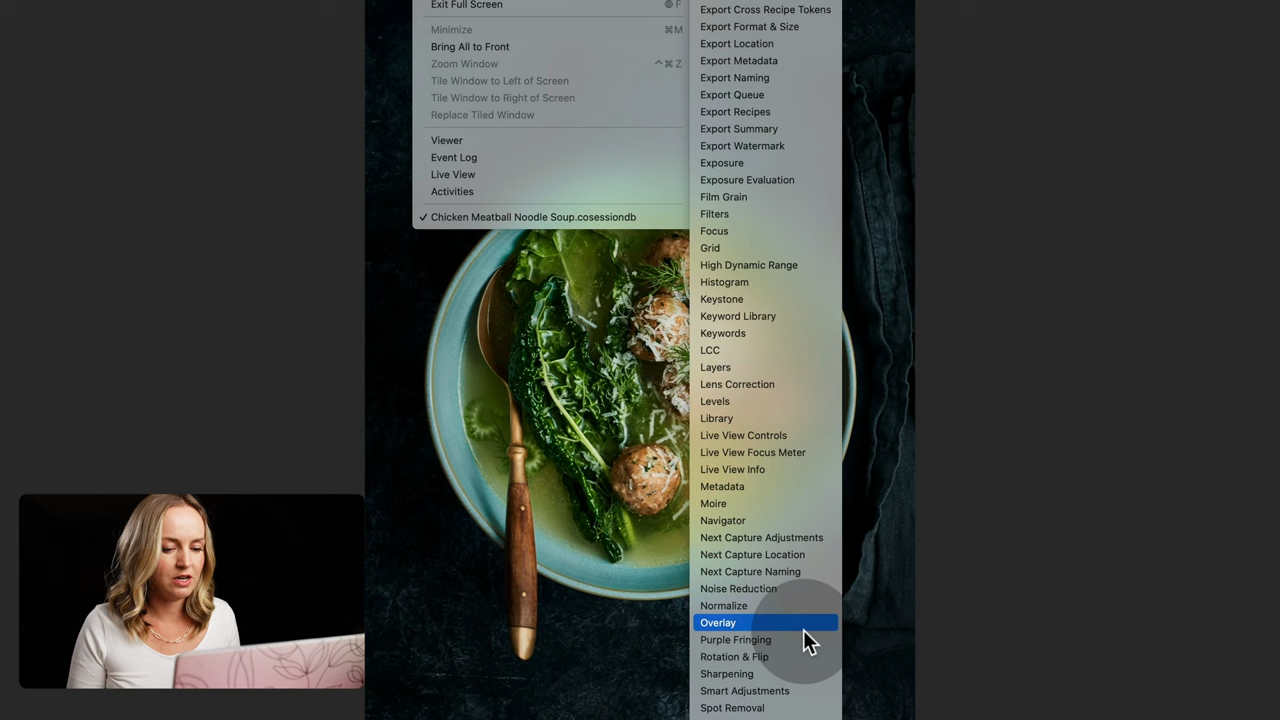 Exit Full Screen F
Minimize ⌘M
Bring All to Front
Zoom Window ^⌘Z
Tile Window to Left of Screen
Tile Window to Right of Screen
Replace Tiled Window
Viewer
Event Log
Live View
Activities
✓ Chicken Meatball Noodle Soup.cosessiondb
Export Cross Recipe Tokens
Export Format & Size
Export Location
Export Metadata
Export Naming
Export Queue
Export Recipes
Export Summary
Export Watermark
Exposure
Exposure Evaluation
Film Grain
Filters
Focus
Grid
High Dynamic Range
Histogram
Keystone
Keyword Library
Keywords
LCC
Layers
Lens Correction
Levels
Library
Live View Controls
Live View Focus Meter
Live View Info
Metadata
Moire
Navigator
Next Capture Adjustments
Next Capture Location
Next Capture Naming
Noise Reduction
Normalize
Overlay
Purple Fringing
Rotation & Flip
Sharpening
Smart Adjustments
Spot Removal